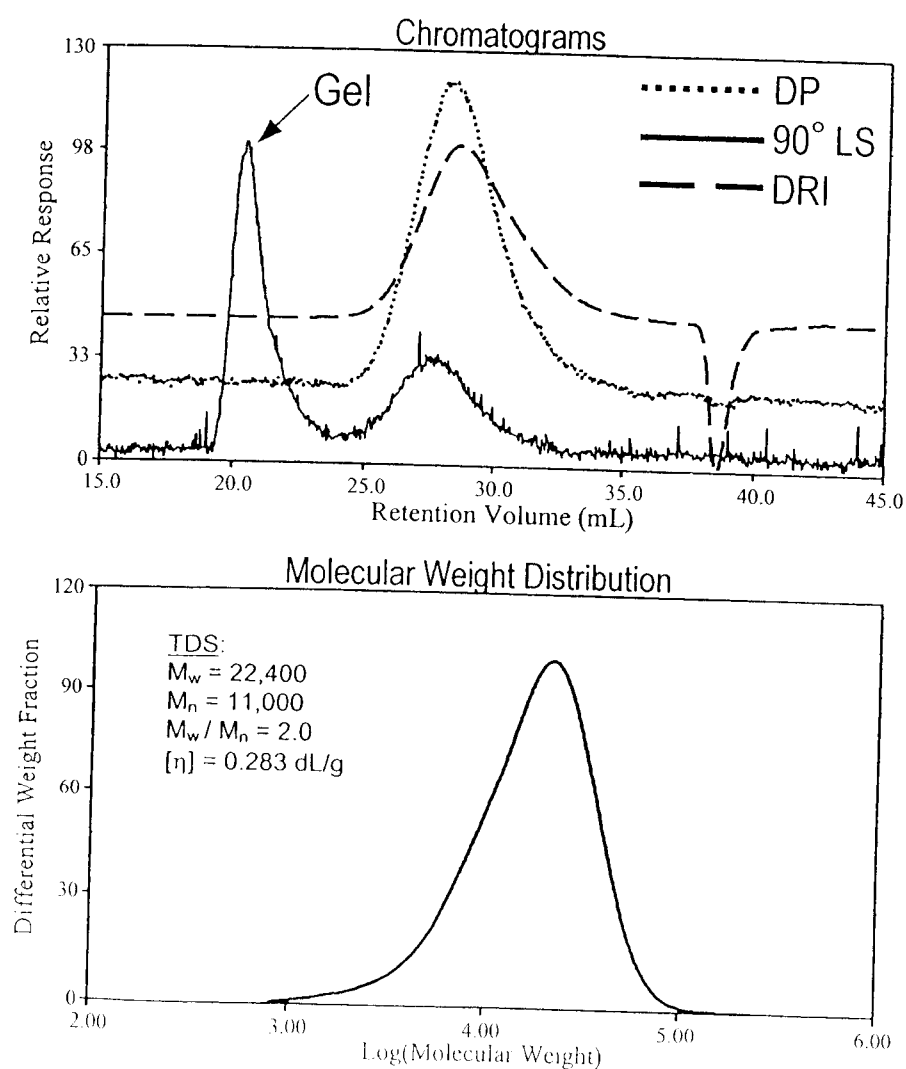 Chromatograms
130
98
65
33
0
Relative Response
Gel
DP
90° LS
DRI
15.0 20.0 25.0 30.0 35.0 40.0 45.0
Retention Volume (mL)
Molecular Weight Distribution
120
90
60
30
0
Differential Weight Fraction
TDS:
Mw = 22,400
Mn = 11,000
Mw / Mn = 2.0
[η] = 0.283 dL/g
2.00 3.00 4.00 5.00 6.00
Log(Molecular Weight)